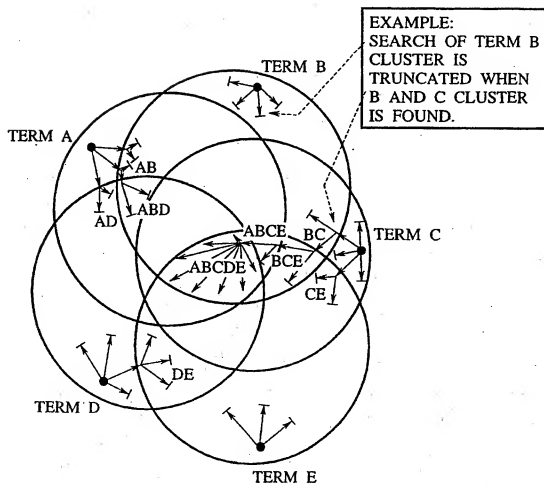 EXAMPLE:
SEARCH OF TERM B
CLUSTER IS
TRUNCATED WHEN
B AND C CLUSTER
IS FOUND.
TERM B
TERM A
AB
ABD
AD
ABCE
BC
TERM C
BCE
ABCDE
CE
DE
TERM D
TERM E